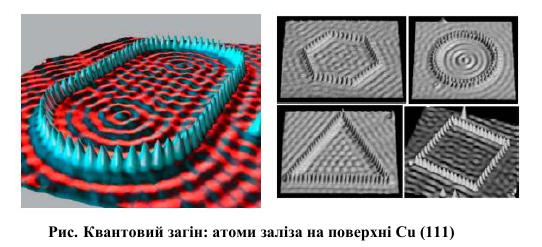 Рис. Квантовий загін: атоми заліза на поверхні Cu (111)